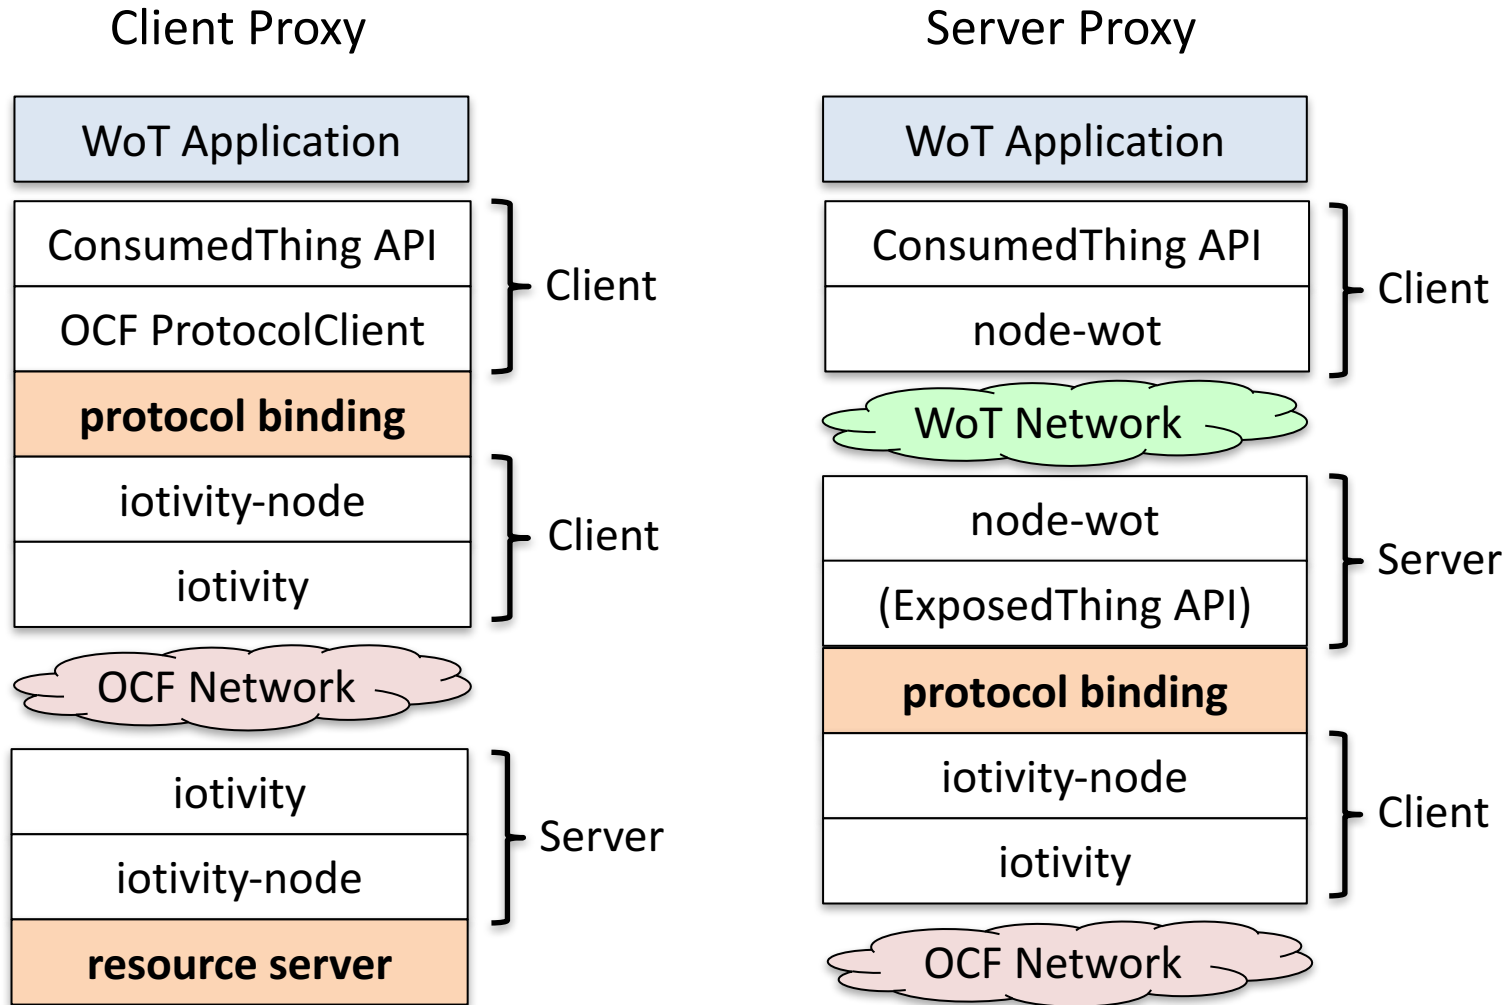 Client Proxy
WoT Application
ConsumedThing API
OCF ProtocolClient
Client
protocol binding
iotivity-node
iotivity
Client
OCF Network
iotivity
iotivity-node
Server
resource server
Server Proxy
WoT Application
ConsumedThing API
node-wot
Client
WoT Network
node-wot
(ExposedThing API)
Server
protocol binding
iotivity-node
iotivity
Client
OCF Network